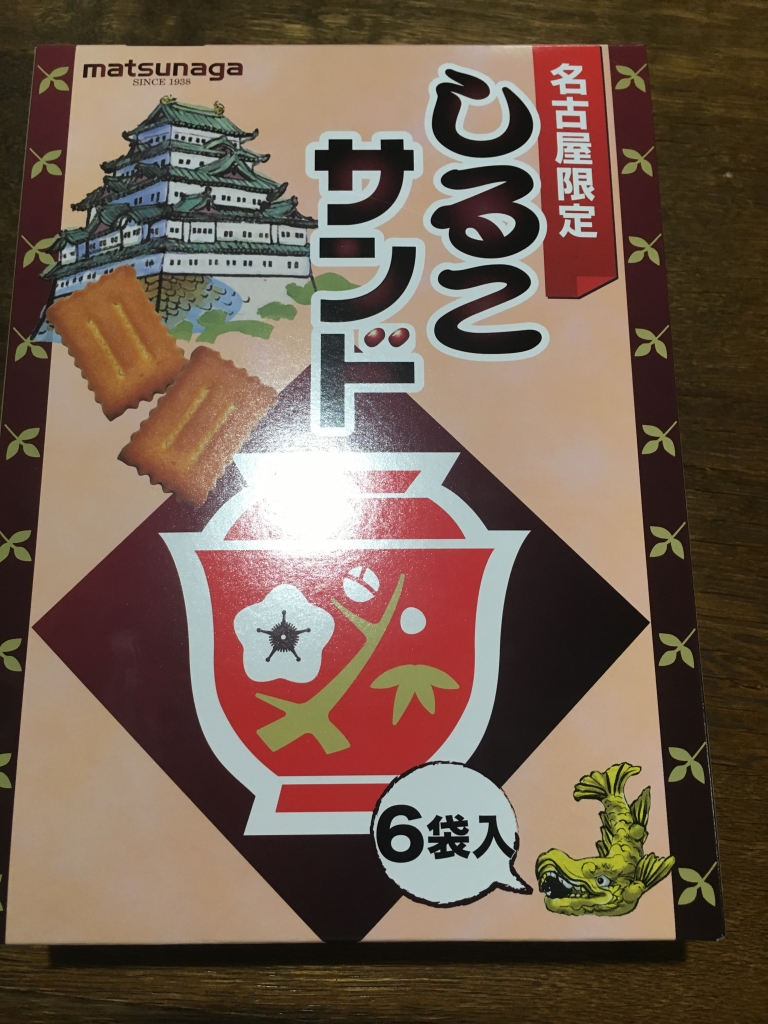 matsunaga
SINCE 1938
名古屋限定
しるこ
サンド
6袋入